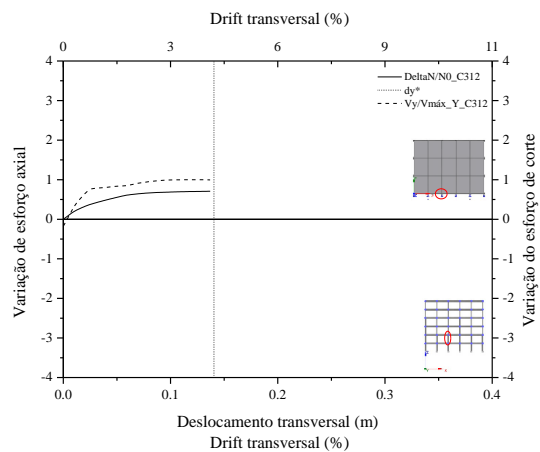 Drift transversal (%)
0 3 6 8 11
4 4
3 3
2 2
1 1
0 0
-1 -1
-2 -2
-3 -3
-4 -4
DeltaN/N0_C312
dy*
Vy/Vmáx_Y_C312
Variação de esforço axial
Variação do esforço de corte
0.0 0.1 0.2 0.3 0.4
Deslocamento transversal (m)
Drift transversal (%)